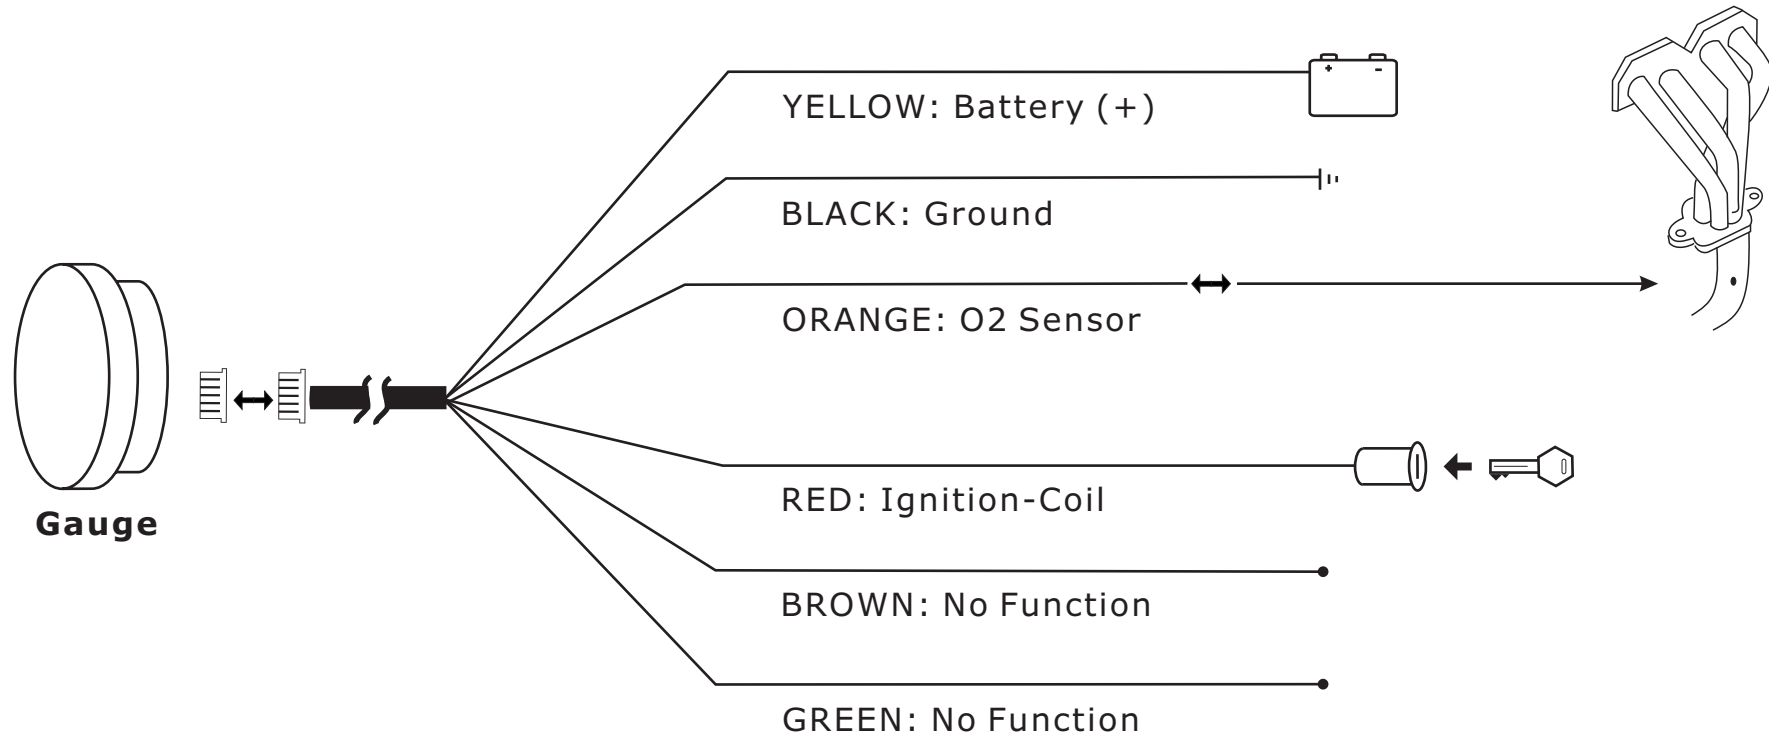 YELLOW: Battery (+)
+ -
BLACK: Ground
ORANGE: O2 Sensor
Gauge
RED: Ignition-Coil
BROWN: No Function
GREEN: No Function